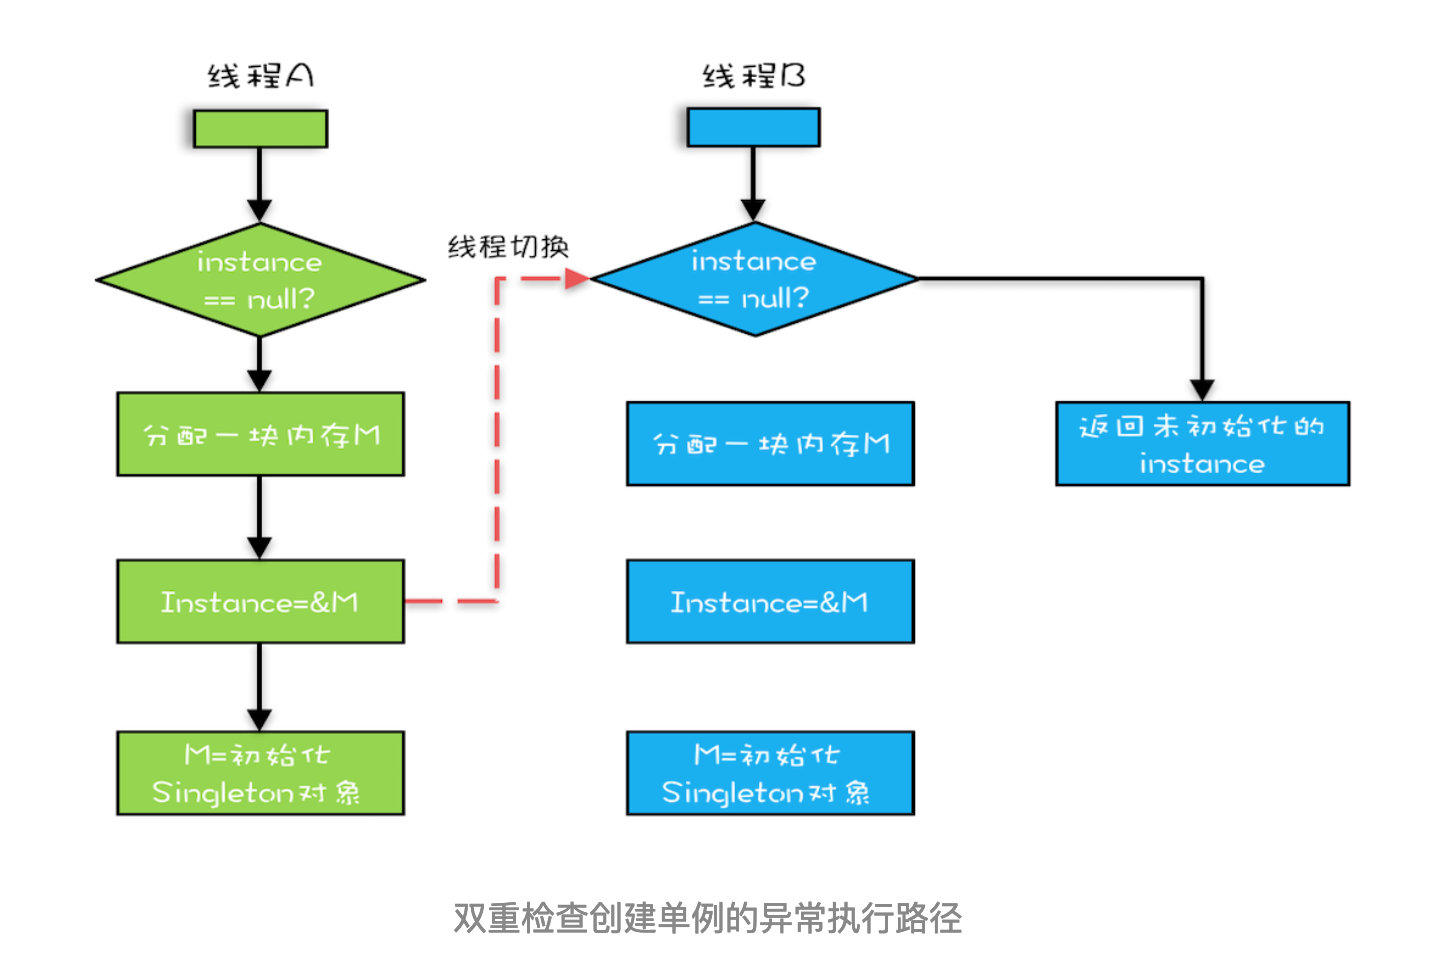 线程A
instance
== null?
分配一块内存M
Instance=&M
M=初始化
Singleton对象
线程切换
线程B
instance
== null?
分配一块内存M
Instance=&M
M=初始化
Singleton对象
返回未初始化的
instance
双重检查创建单例的异常执行路径